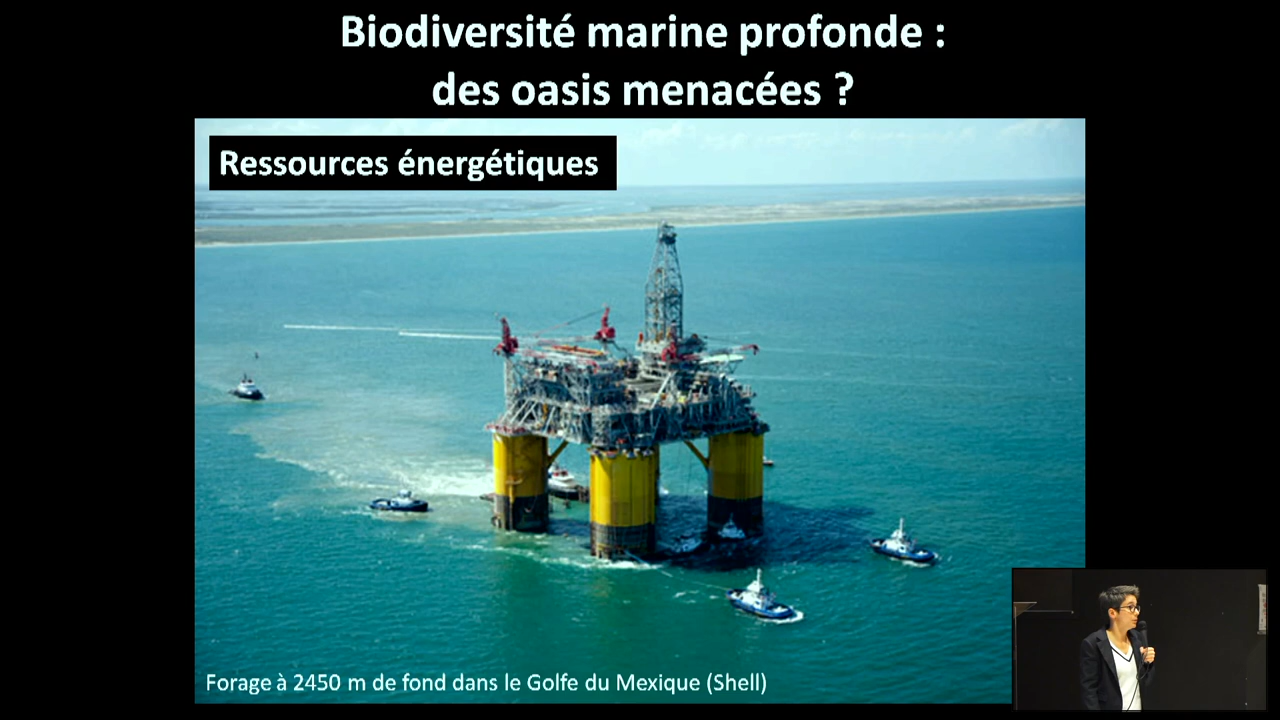 Biodiversité marine profonde :
des oasis menacées ?
Ressources énergétiques
Forage à 2450 m de fond dans le Golfe du Mexique (Shell)